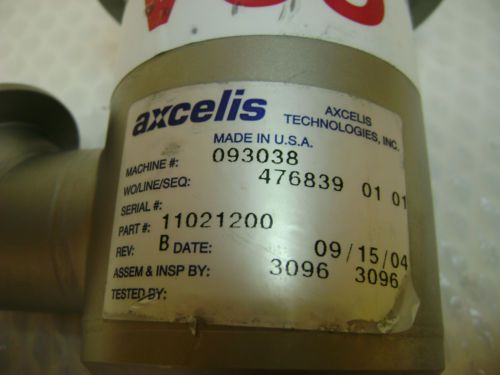 axcelis
AXCELIS
TECHNOLOGIES, INC.
MADE IN U.S.A.
MACHINE #: 093038
WO/LINE/SEQ: 476839 01 01
SERIAL #:
PART #: 11021200
REV: B DATE: 09/15/04
ASSEM & INSP BY: 3096 3096
TESTED BY: